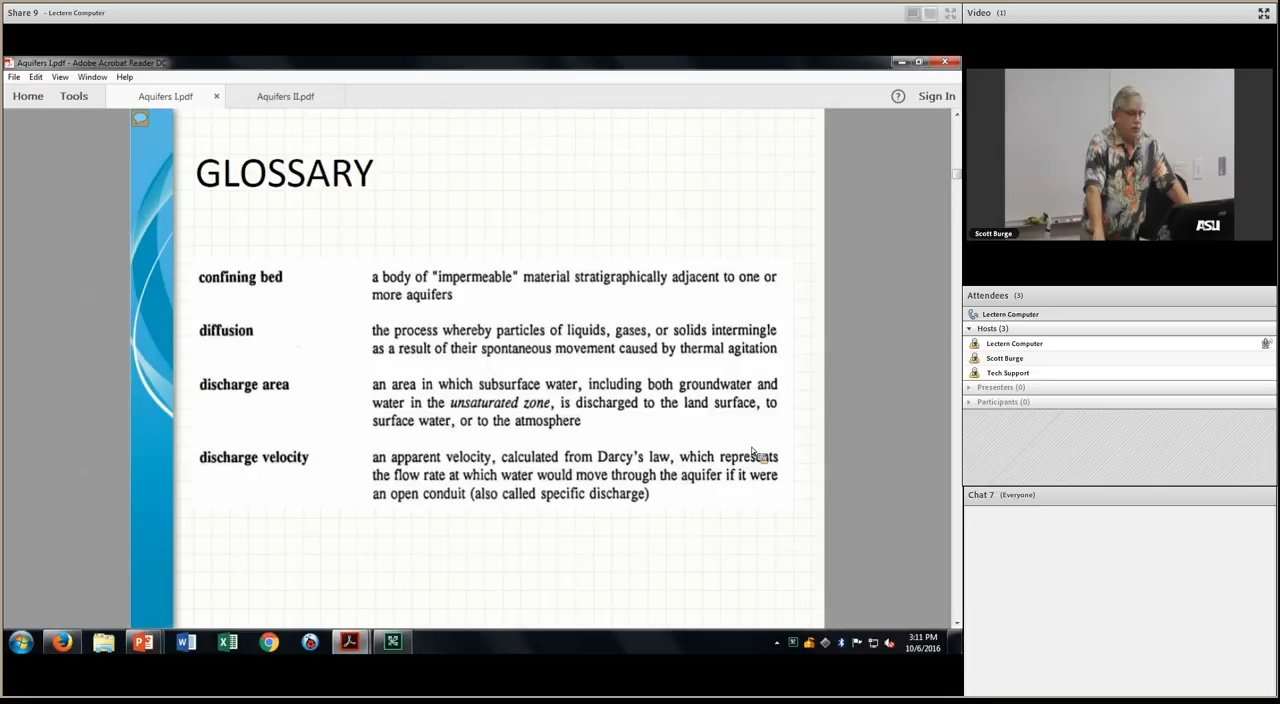 Share 9 - Lectern Computer
Video (1)
Aquifers I.pdf - Adobe Acrobat Reader DC
File Edit View Window Help
Home Tools Aquifers I.pdf × Aquifers II.pdf ? Sign In
GLOSSARY
confining bed a body of "impermeable" material stratigraphically adjacent to one or
more aquifers
diffusion the process whereby particles of liquids, gases, or solids intermingle
as a result of their spontaneous movement caused by thermal agitation
discharge area an area in which subsurface water, including both groundwater and
water in the unsaturated zone, is discharged to the land surface, to
surface water, or to the atmosphere
discharge velocity an apparent velocity, calculated from Darcy's law, which represents
the flow rate at which water would move through the aquifer if it were
an open conduit (also called specific discharge)
3:11 PM
10/6/2016
ASU
Scott Burge
Attendees (3)
Lectern Computer
Hosts (3)
Lectern Computer
Scott Burge
Tech Support
Presenters (0)
Participants (0)
Chat 7 (Everyone)